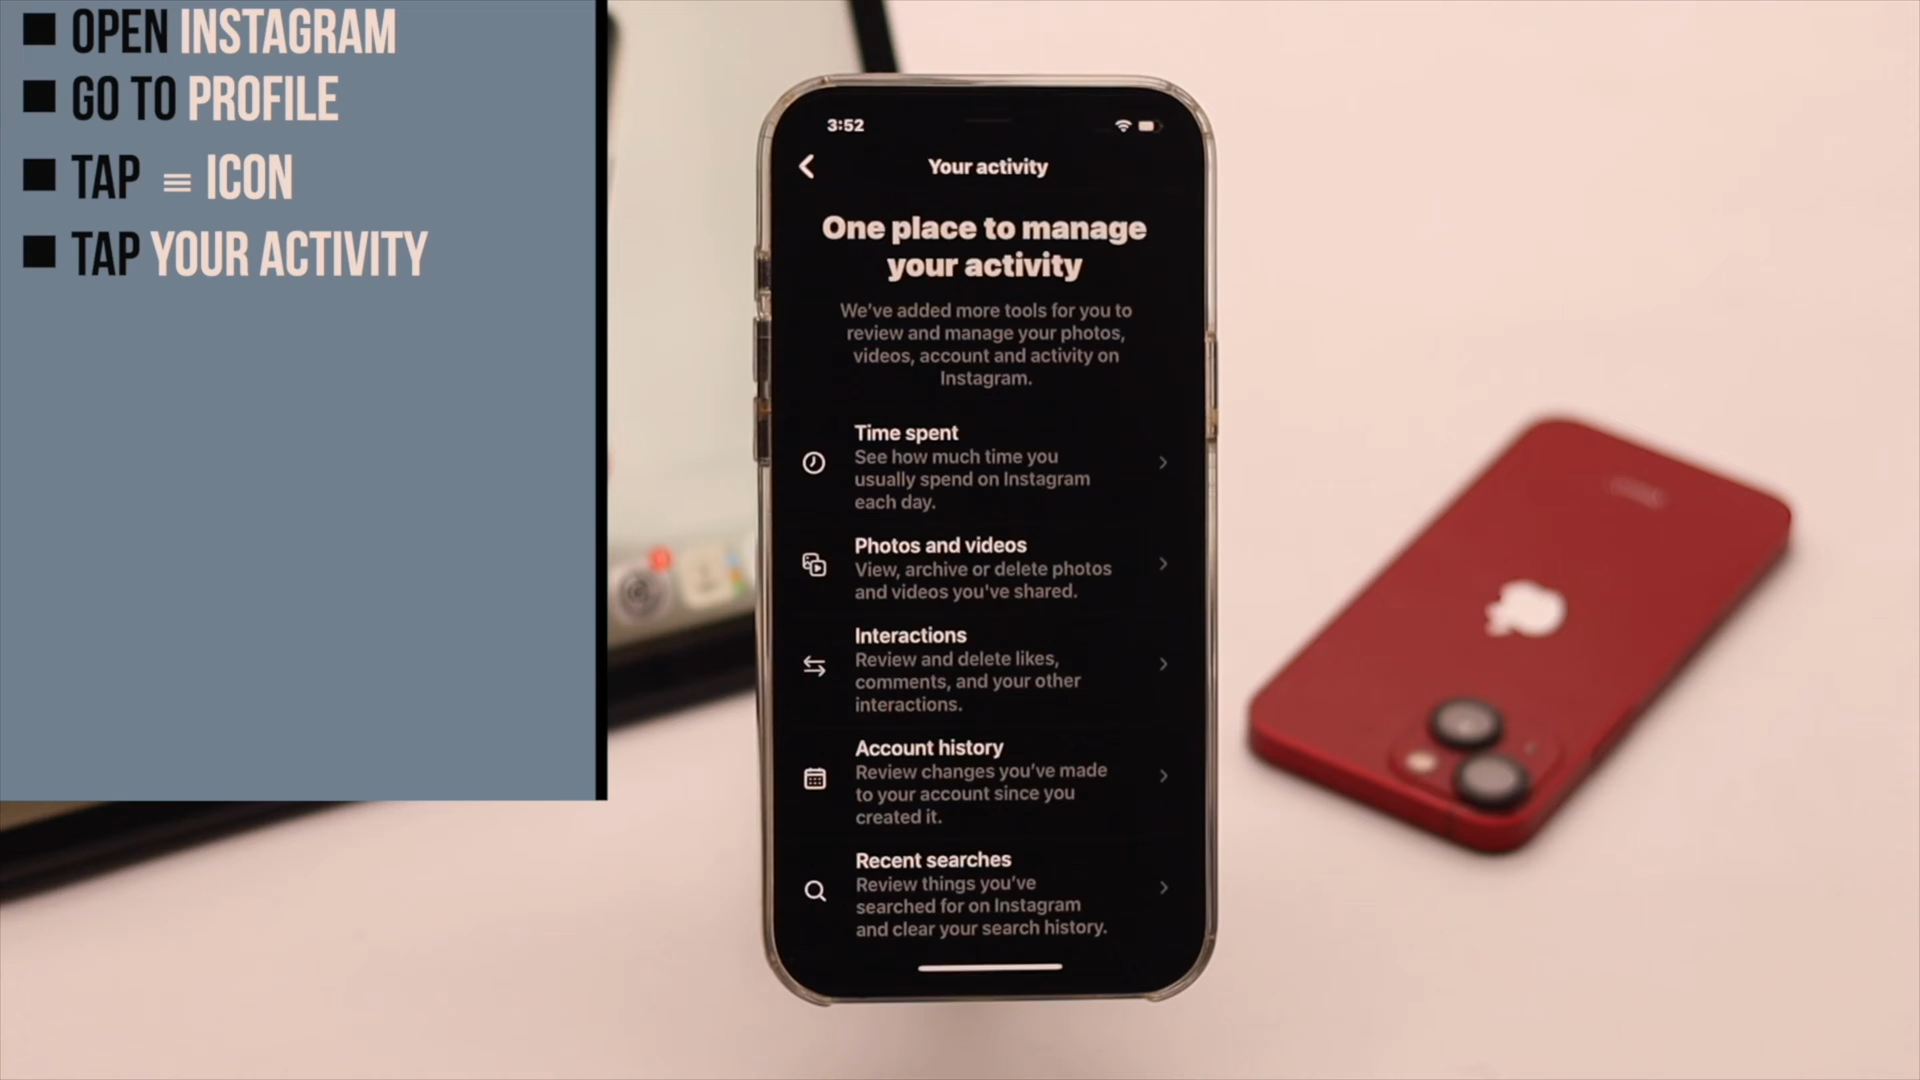 OPEN INSTAGRAM
GO TO PROFILE
TAP ≡ ICON
TAP YOUR ACTIVITY
3:52
Your activity
One place to manage
your activity
We've added more tools for you to
review and manage your photos,
videos, account and activity on
Instagram.
Time spent
See how much time you
usually spend on Instagram
each day.
Photos and videos
View, archive or delete photos
and videos you've shared.
Interactions
Review and delete likes,
comments, and your other
interactions.
Account history
Review changes you've made
to your account since you
created it.
Recent searches
Review things you've
searched for on Instagram
and clear your search history.